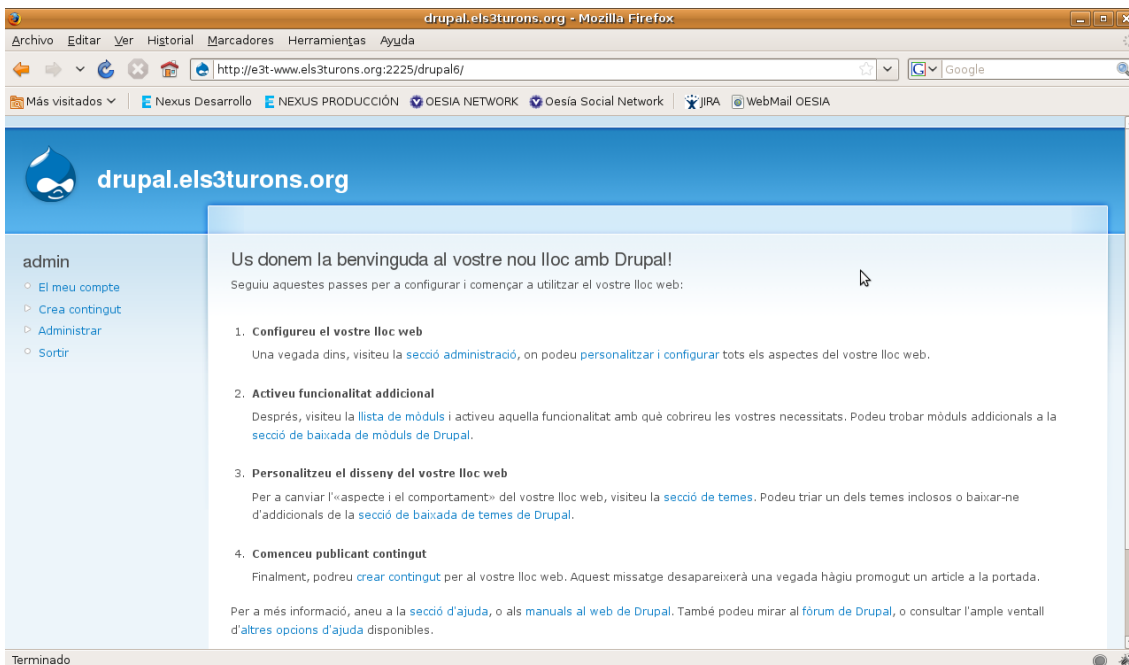 drupal.els3turons.org - Mozilla Firefox
Archivo Editar Ver Historial Marcadores Herramientas Ayuda
http://e3t-www.els3turons.org:2225/drupal6/
G Google
Más visitados Nexus Desarrollo NEXUS PRODUCCIÓN OESIA NETWORK Oesía Social Network JIRA WebMail OESIA
drupal.els3turons.org
admin
El meu compte
Crea contingut
Administrar
Sortir
Us donem la benvinguda al vostre nou lloc amb Drupal!
Seguiu aquestes passes per a configurar i començar a utilitzar el vostre lloc web:
1. Configureu el vostre lloc web
Una vegada dins, visiteu la secció administració, on podeu personalitzar i configurar tots els aspectes del vostre lloc web.
2. Activeu funcionalitat addicional
Després, visiteu la llista de mòduls i activeu aquella funcionalitat amb què cobrireu les vostres necessitats. Podeu trobar mòduls addicionals a la
secció de baixada de mòduls de Drupal.
3. Personalitzeu el disseny del vostre lloc web
Per a canviar l'«aspecte i el comportament» del vostre lloc web, visiteu la secció de temes. Podeu triar un dels temes inclosos o baixar-ne
d'addicionals de la secció de baixada de temes de Drupal.
4. Comenceu publicant contingut
Finalment, podreu crear contingut per al vostre lloc web. Aquest missatge desapareixerà una vegada hàgiu promogut un article a la portada.
Per a més informació, aneu a la secció d'ajuda, o als manuals al web de Drupal. També podeu mirar al fòrum de Drupal, o consultar l'ample ventall
d'altres opcions d'ajuda disponibles.
Terminado